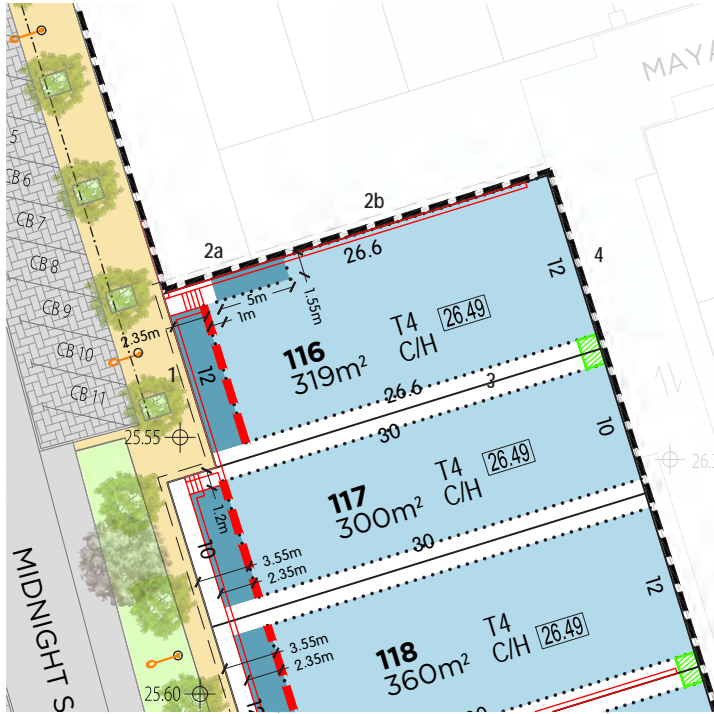 MAYA
5
CB 6
CB 7
CB 8
CB 9
CB 10
CB 11
2a
2b
26.6
4
12
5m
1m
1.55m
2.35m
7
12
116
319m²
T4
C/H
26.49
3
26.6
30
25.55
26.
10
1.2m
117
300m²
T4
C/H
26.49
10
3.55m
2.35m
30
12
MIDNIGHT S
118
360m²
T4
C/H
26.49
3.55m
2.35m
25.60
12
30